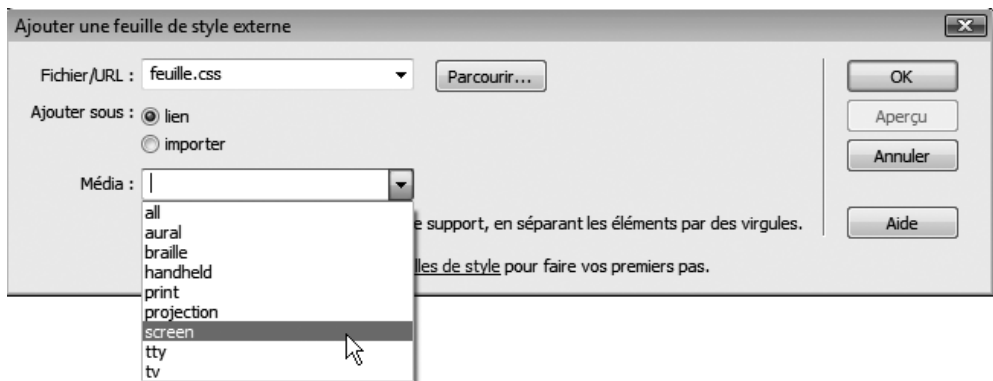 Ajouter une feuille de style externe
Fichier/URL : feuille.css Parcourir... OK
Ajouter sous : lien Aperçu
importer Annuler
Média :
all
aural e support, en séparant les éléments par des virgules. Aide
braille
handheld lles de style pour faire vos premiers pas.
print
projection
screen
tty
tv